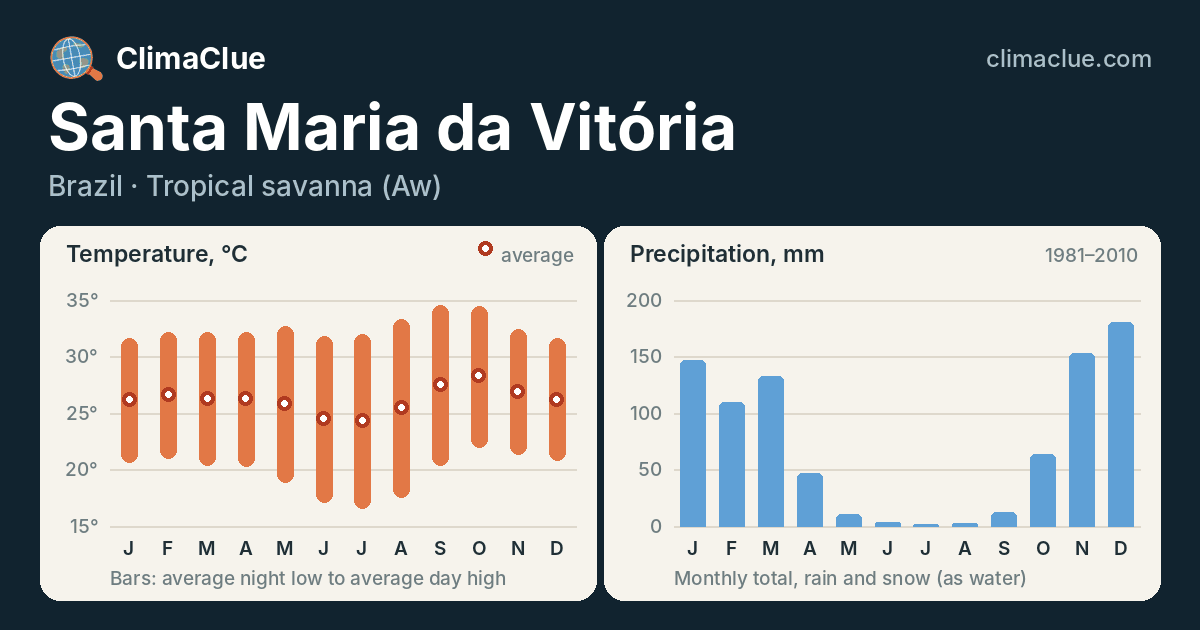 ClimaClue
climaclue.com
Santa Maria da Vitória
Brazil · Tropical savanna (Aw)
Temperature, °C
average
35°
30°
25°
20°
15°
J F M A M J J A S O N D
Bars: average night low to average day high
Precipitation, mm
1981–2010
200
150
100
50
0
J F M A M J J A S O N D
Monthly total, rain and snow (as water)